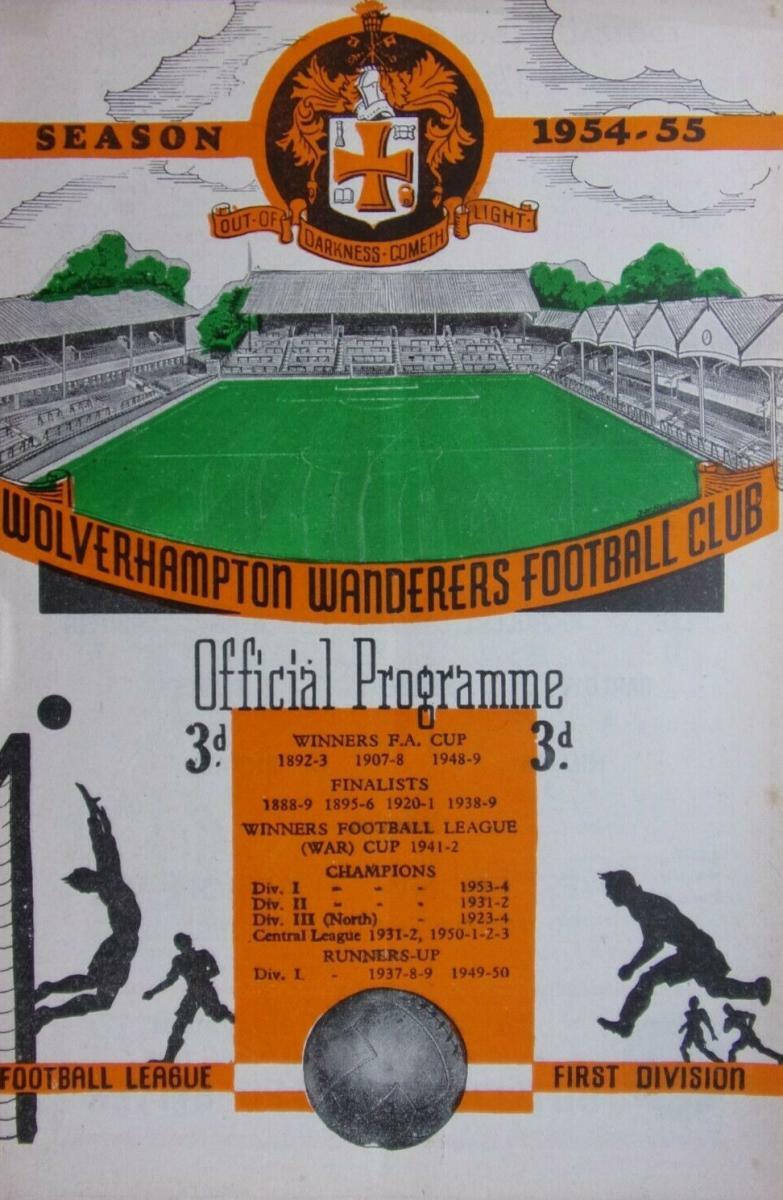 SEASON 1954-55
OUT·OF DARKNESS·COMETH LIGHT·
WOLVERHAMPTON WANDERERS FOOTBALL CLUB
Official Programme
3d. 3d.
WINNERS F.A. CUP
1892-3 1907-8 1948-9
FINALISTS
1888-9 1895-6 1920-1 1938-9
WINNERS FOOTBALL LEAGUE
(WAR) CUP 1941-2
CHAMPIONS
Div. I - - - 1953-4
Div. II - - - 1931-2
Div. III (North) - 1923-4
Central League 1931-2, 1950-1-2-3
RUNNERS-UP
Div. I. - 1937-8-9 1949-50
FOOTBALL LEAGUE FIRST DIVISION